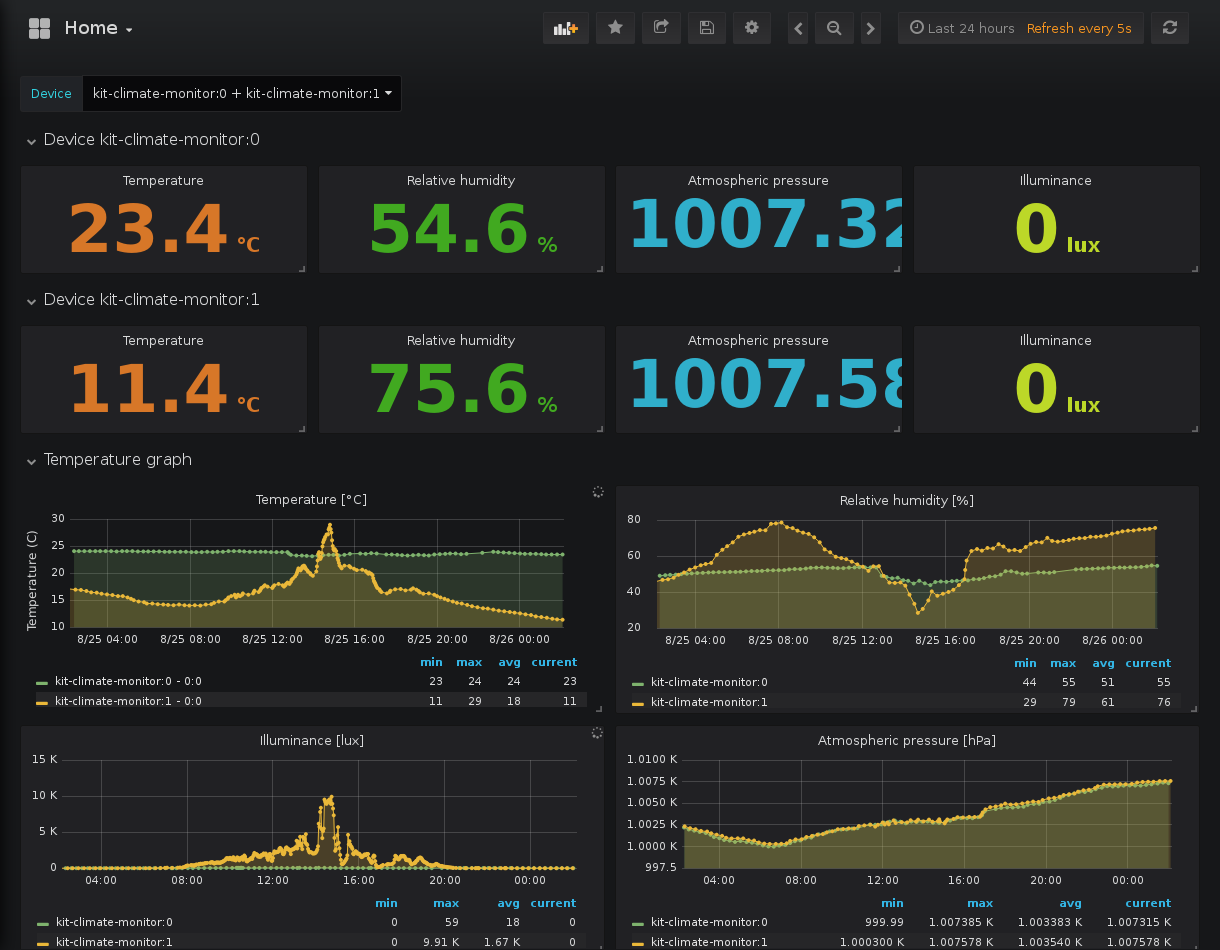 Home
Last 24 hours Refresh every 5s
Device kit-climate-monitor:0 + kit-climate-monitor:1
Device kit-climate-monitor:0
Temperature Relative humidity Atmospheric pressure Illuminance
23.4 °C 54.6 % 1007.32 0 lux
Device kit-climate-monitor:1
Temperature Relative humidity Atmospheric pressure Illuminance
11.4 °C 75.6 % 1007.58 0 lux
Temperature graph
Temperature [°C]
Temperature (C)
30
25
20
15
10
8/25 04:00 8/25 08:00 8/25 12:00 8/25 16:00 8/25 20:00 8/26 00:00
min max avg current
kit-climate-monitor:0 - 0:0 23 24 24 23
kit-climate-monitor:1 - 0:0 11 29 18 11
Relative humidity [%]
80
60
40
20
8/25 04:00 8/25 08:00 8/25 12:00 8/25 16:00 8/25 20:00 8/26 00:00
min max avg current
kit-climate-monitor:0 44 55 51 55
kit-climate-monitor:1 29 79 61 76
Illuminance [lux]
15 K
10 K
5 K
0
04:00 08:00 12:00 16:00 20:00 00:00
min max avg current
kit-climate-monitor:0 0 59 18 0
kit-climate-monitor:1 0 9.91 K 1.67 K 0
Atmospheric pressure [hPa]
1.0100 K
1.0075 K
1.0050 K
1.0025 K
1.0000 K
997.5
04:00 08:00 12:00 16:00 20:00 00:00
min max avg current
kit-climate-monitor:0 999.99 1.007385 K 1.003383 K 1.007315 K
kit-climate-monitor:1 1.000300 K 1.007578 K 1.003540 K 1.007578 K